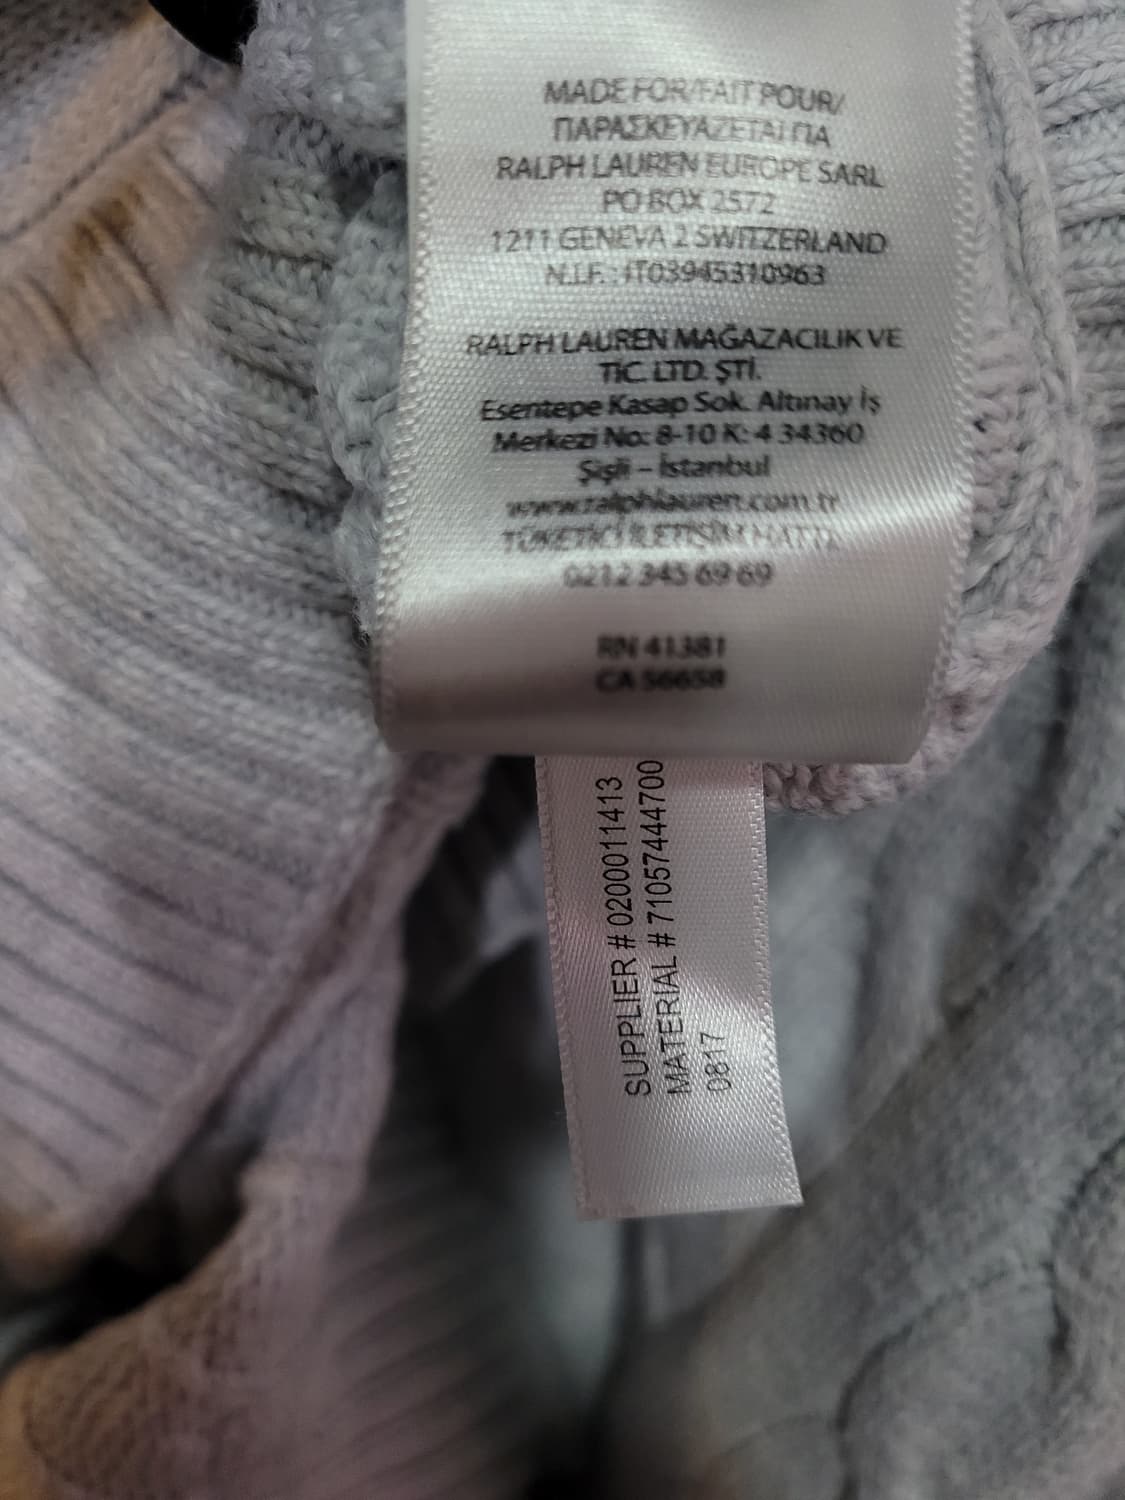 MADE FOR/FAIT POUR/
ΠΑΡΑΣΚΕΥΑΖΕΤΑΙ ΓΙΑ
RALPH LAUREN EUROPE SARL
PO BOX 2572
1211 GENEVA 2 SWITZERLAND
N.I.F. : IT03945310963
RALPH LAUREN MAĞAZACILIK VE
TİC. LTD. ŞTİ.
Esentepe Kasap Sok. Altınay İş
Merkezi No: 8-10 K: 4 34360
Şişli – İstanbul
www.ralphlauren.com.tr
TÜKETİCİ İLETİŞİM HATTI:
0212 345 69 69
RN 41381
CA 56658
SUPPLIER # 0200011413
MATERIAL # 71057444700
0817